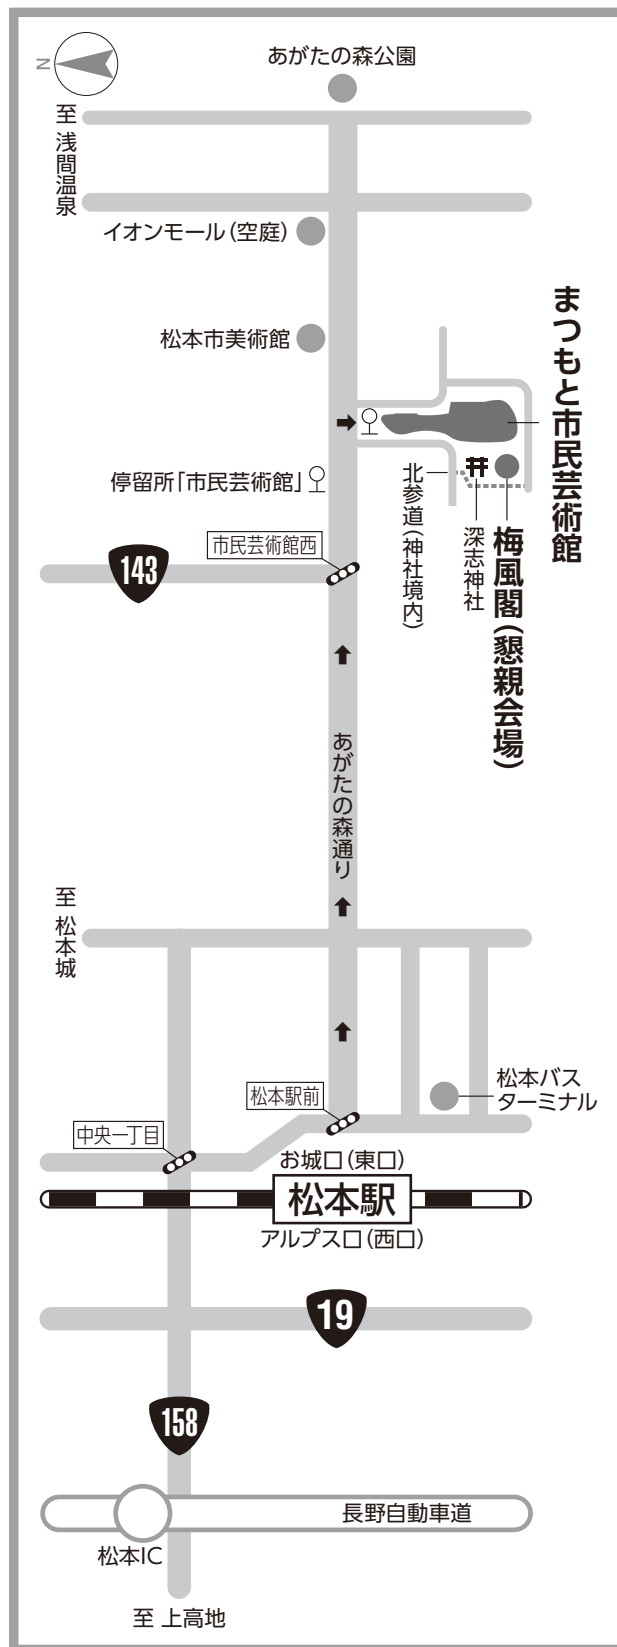 N
あがたの森公園
至 浅間温泉
イオンモール(空庭)
松本市美術館
まつもと市民芸術館
停留所「市民芸術館」
北参道(神社境内)
深志神社
梅風閣(懇親会場)
市民芸術館西
143
あがたの森通り
至 松本城
松本バス
ターミナル
松本駅前
中央一丁目
お城口(東口)
松本駅
アルプス口(西口)
19
158
長野自動車道
松本IC
至 上高地